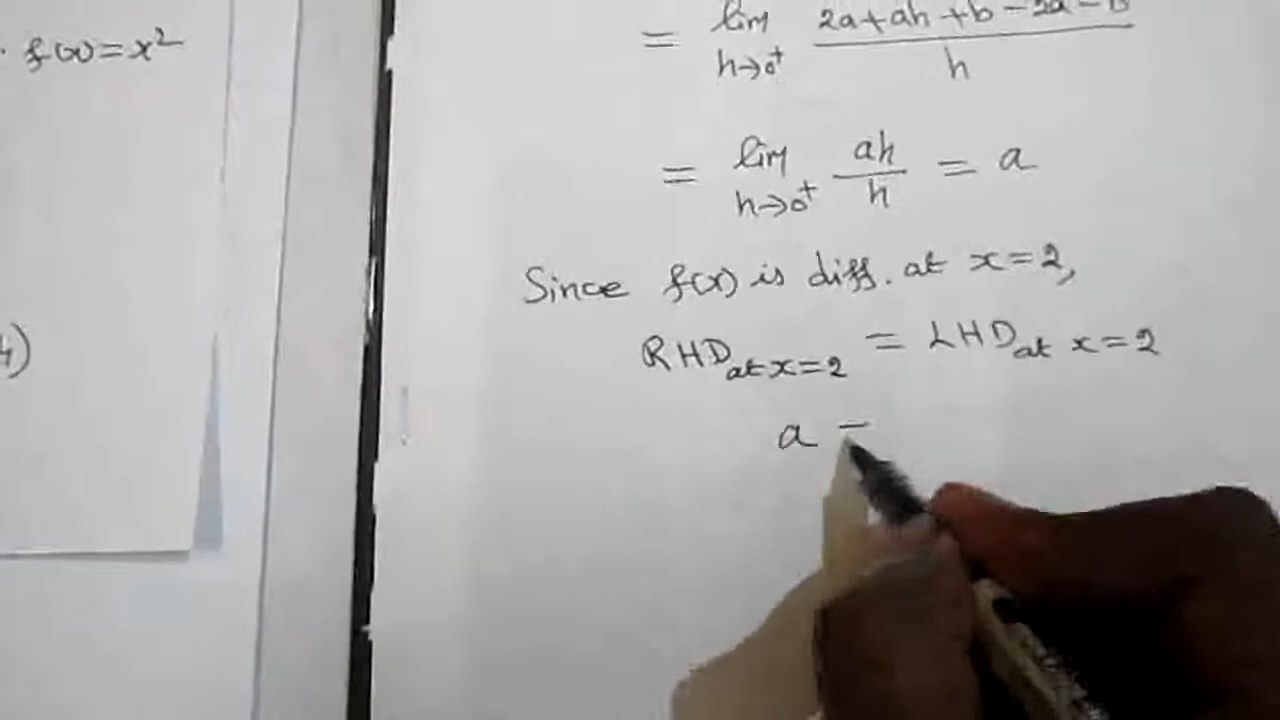 . f(x) = x²
4)
= lim h→0⁺ 2a+ah+b-2a-b / h
= lim h→0⁺ ah / h = a
Since f(x) is diff. at x=2,
RHD at x=2 = LHD at x=2
a =